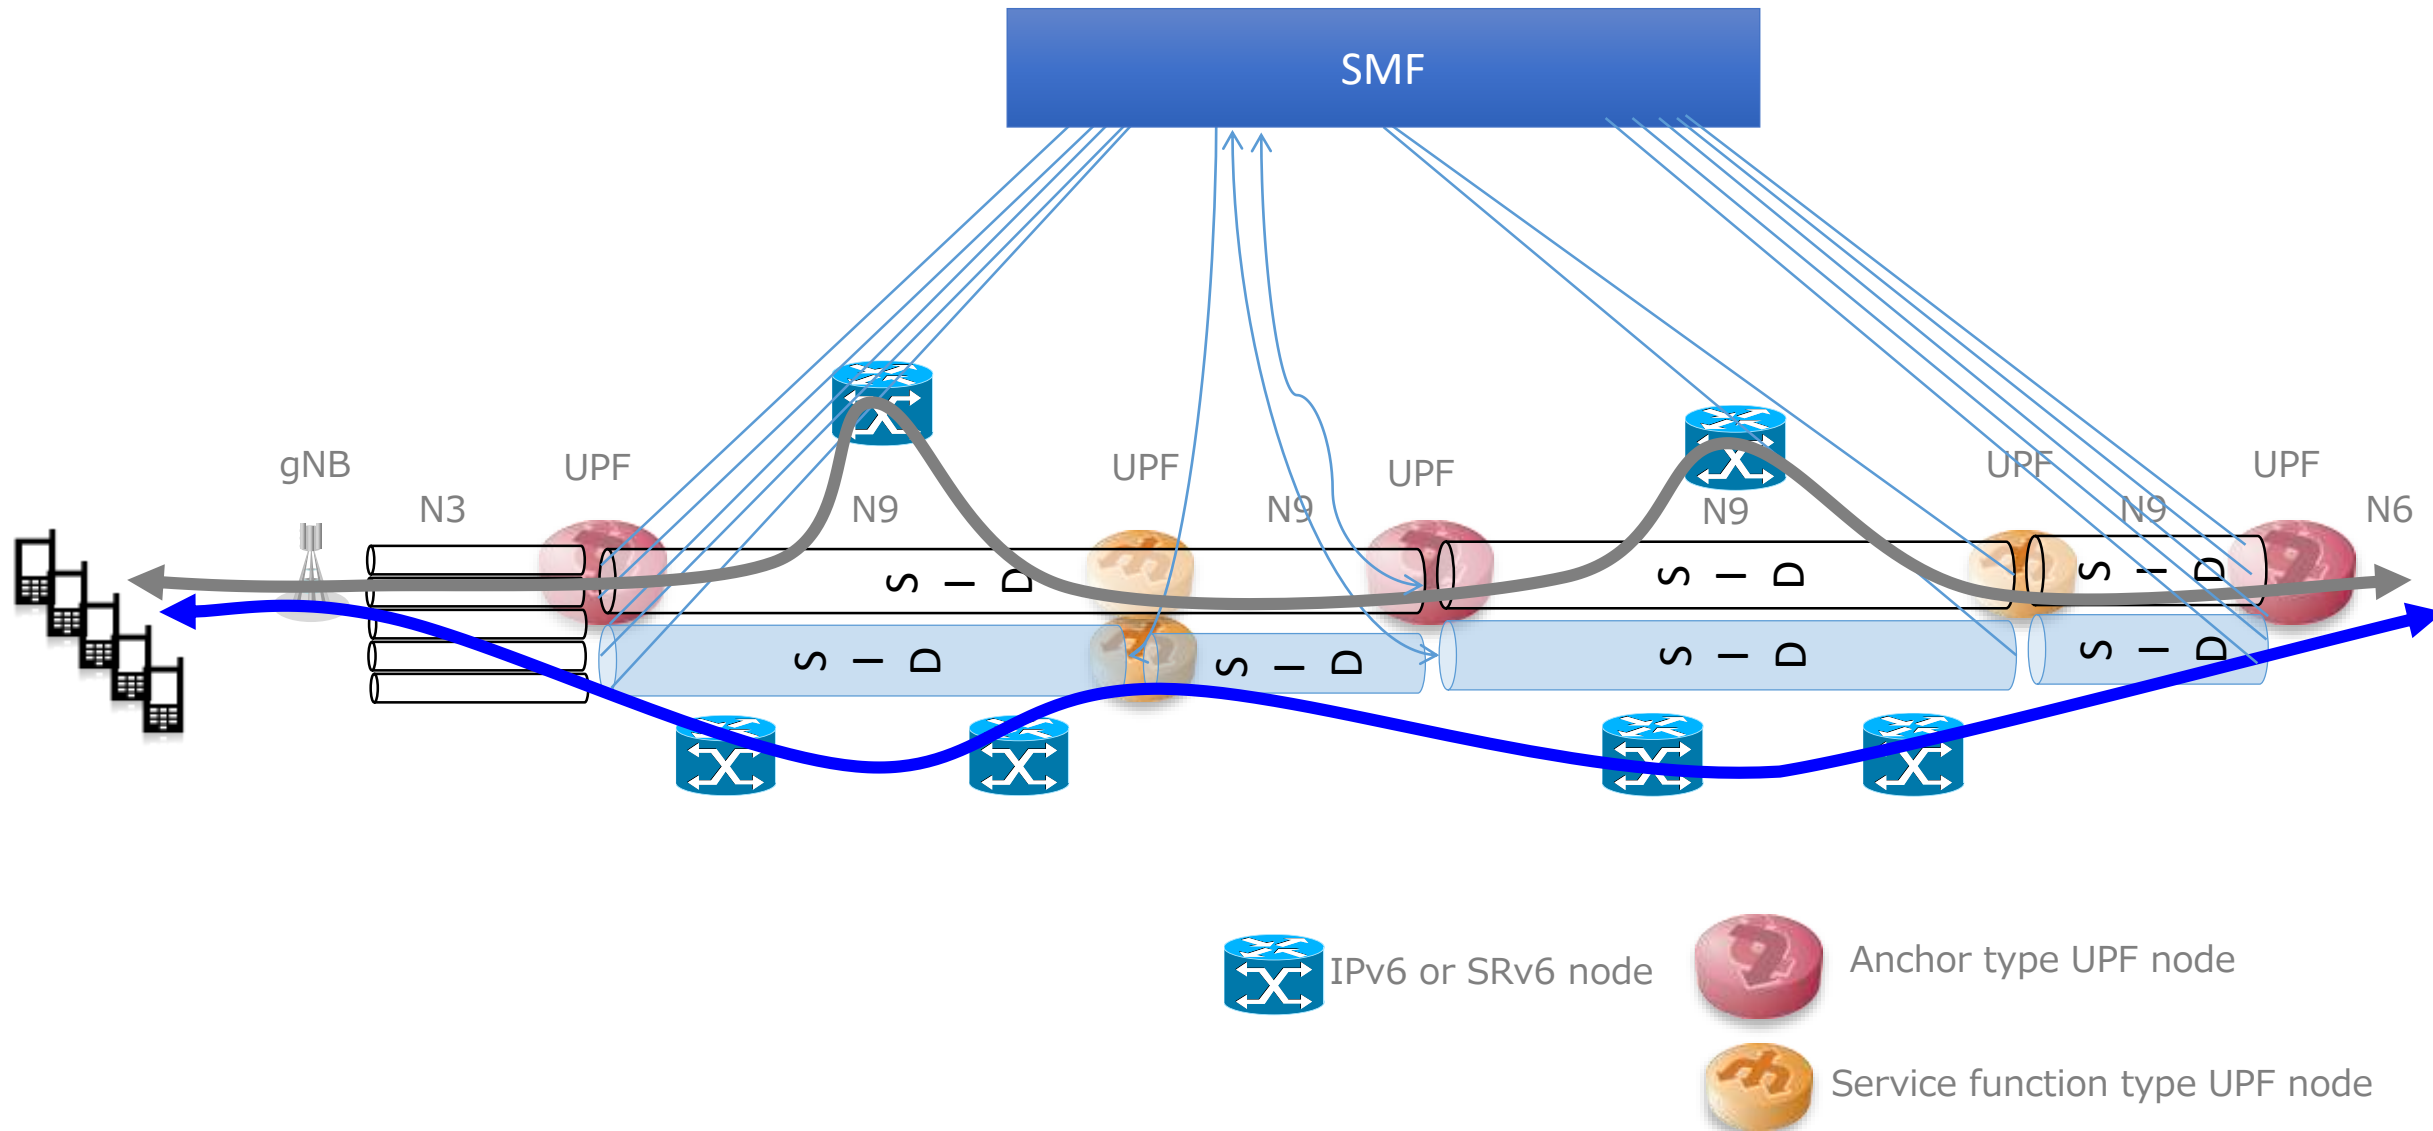 SMF
gNB
UPF
UPF
UPF
UPF
UPF
N3
N9
N9
N9
N9
N6
S I D
S I D
S I D
S I D
S I D
S I D
S I D
IPv6 or SRv6 node
Anchor type UPF node
Service function type UPF node